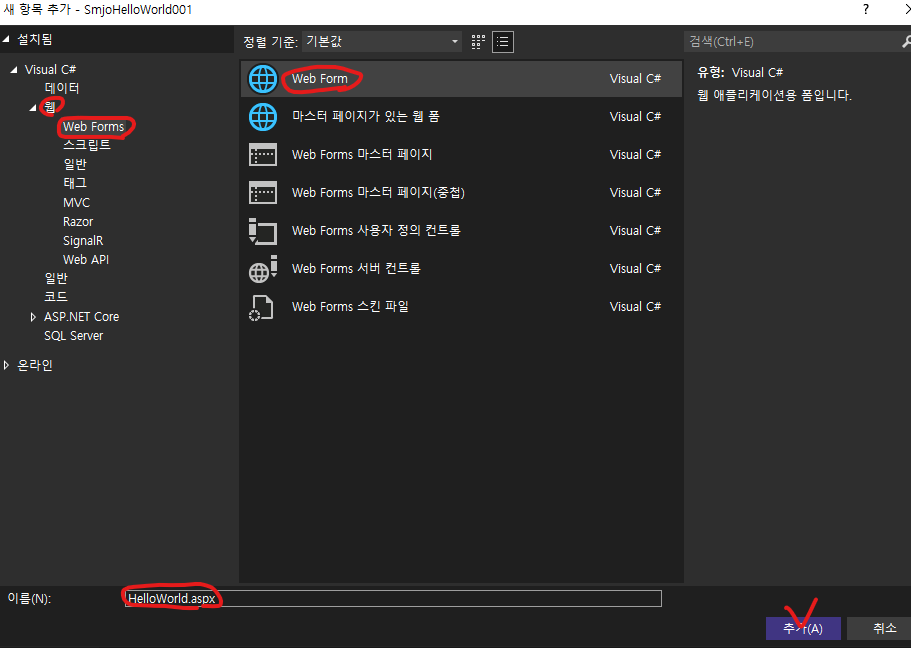 새 항목 추가 - SmjoHelloWorld001
설치됨
Visual C#
데이터
웹
Web Forms
스크립트
일반
태그
MVC
Razor
SignalR
Web API
일반
코드
ASP.NET Core
SQL Server
온라인
정렬 기준: 기본값
Web Form Visual C#
마스터 페이지가 있는 웹 폼 Visual C#
Web Forms 마스터 페이지 Visual C#
Web Forms 마스터 페이지(중첩) Visual C#
Web Forms 사용자 정의 컨트롤 Visual C#
Web Forms 서버 컨트롤 Visual C#
Web Forms 스킨 파일 Visual C#
검색(Ctrl+E)
유형: Visual C#
웹 애플리케이션용 폼입니다.
이름(N): HelloWorld.aspx
추가(A) 취소